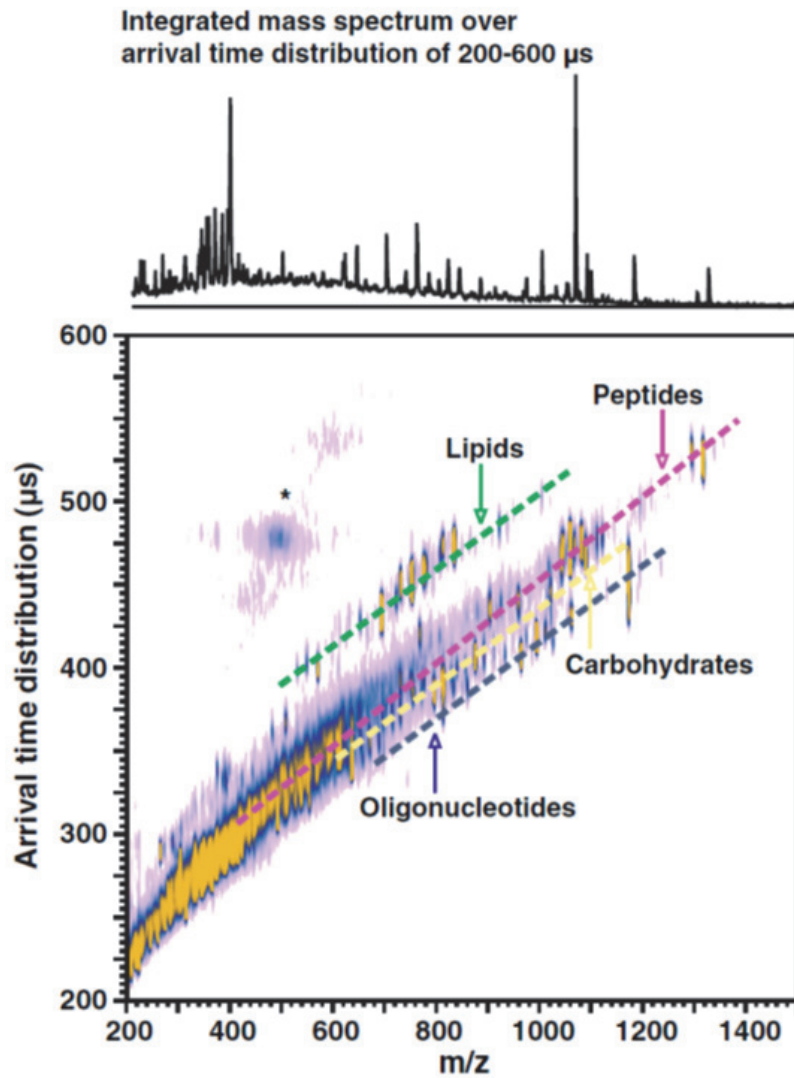 Integrated mass spectrum over
arrival time distribution of 200-600 µs
600
Peptides
Lipids
*
500
Arrival time distribution (µs)
400
Carbohydrates
Oligonucleotides
300
200
200 400 600 800 1000 1200 1400
m/z